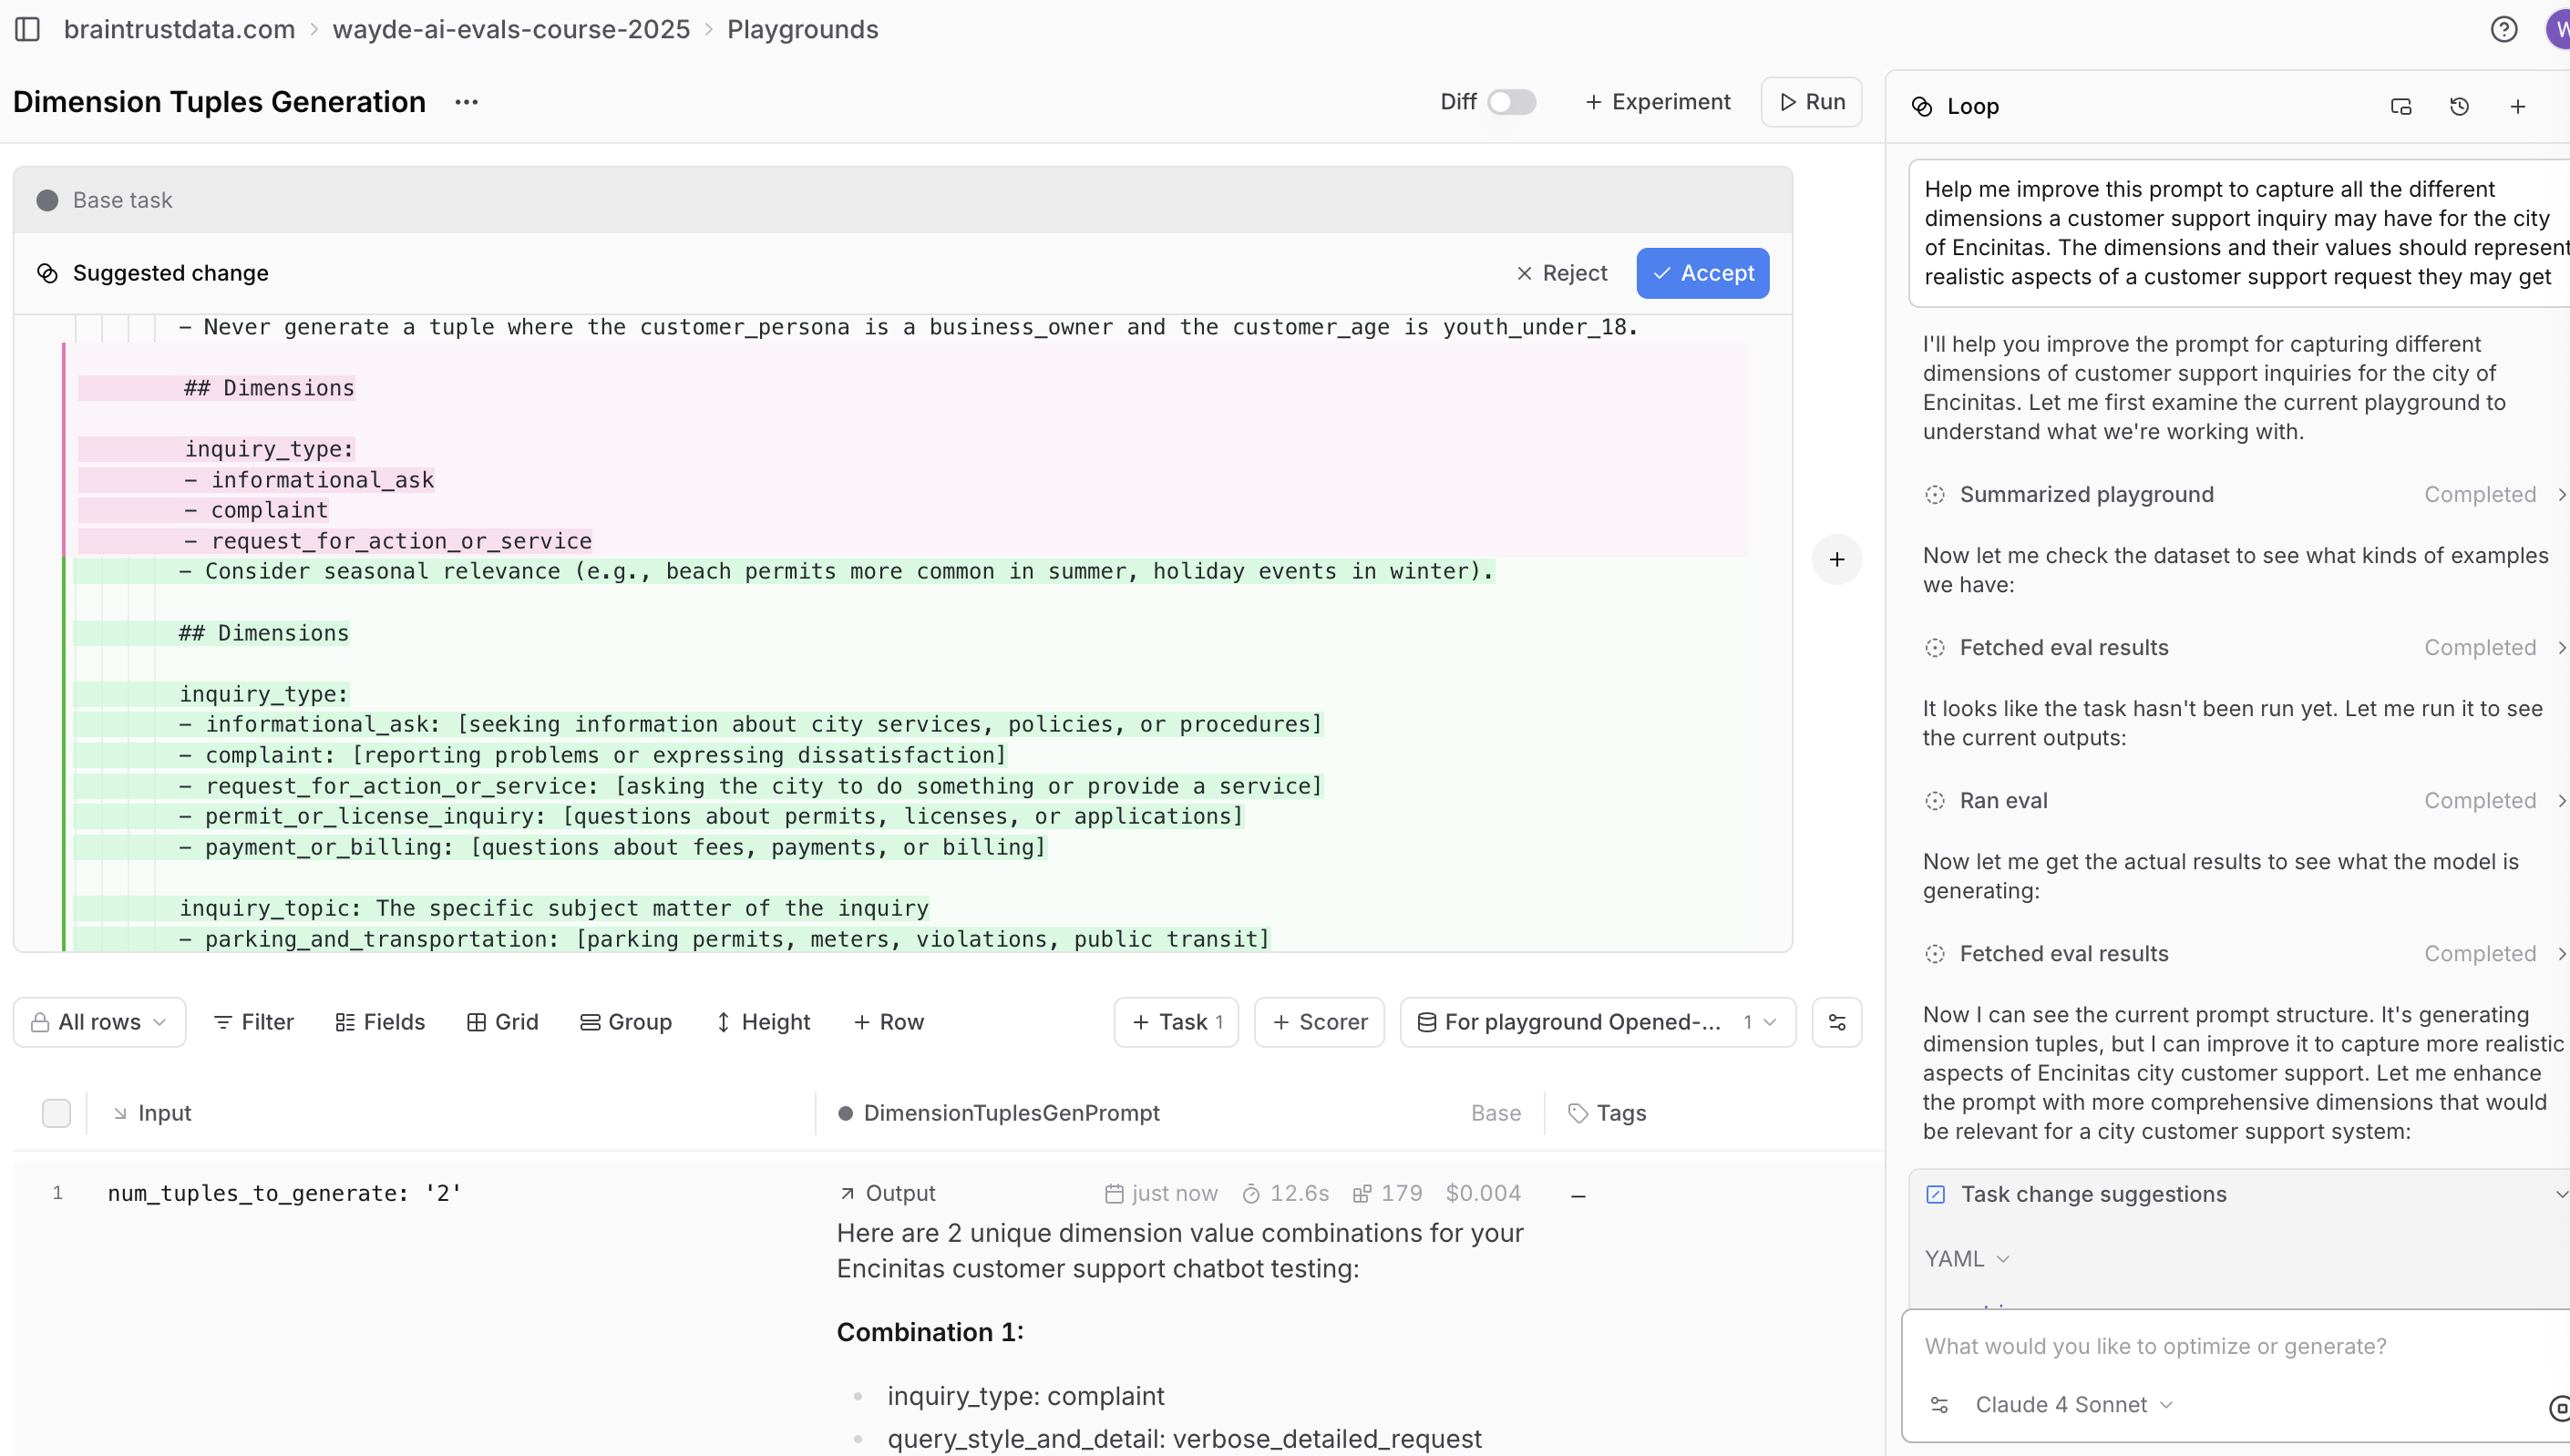 braintrustdata.com > wayde-ai-evals-course-2025 > Playgrounds
Dimension Tuples Generation
Diff
+ Experiment
Run
Base task
Suggested change
Reject
Accept
- Never generate a tuple where the customer_persona is a business_owner and the customer_age is youth_under_18.
## Dimensions
inquiry_type:
- informational_ask
- complaint
- request_for_action_or_service
- Consider seasonal relevance (e.g., beach permits more common in summer, holiday events in winter).
## Dimensions
inquiry_type:
- informational_ask: [seeking information about city services, policies, or procedures]
- complaint: [reporting problems or expressing dissatisfaction]
- request_for_action_or_service: [asking the city to do something or provide a service]
- permit_or_license_inquiry: [questions about permits, licenses, or applications]
- payment_or_billing: [questions about fees, payments, or billing]
inquiry_topic: The specific subject matter of the inquiry
- parking_and_transportation: [parking permits, meters, violations, public transit]
All rows
Filter
Fields
Grid
Group
Height
+ Row
+ Task 1
+ Scorer
For playground Opened-... 1
Input
DimensionTuplesGenPrompt
Base
Tags
1
num_tuples_to_generate: '2'
Output
just now
12.6s
179
$0.004
–
Here are 2 unique dimension value combinations for your
Encinitas customer support chatbot testing:
Combination 1:
• inquiry_type: complaint
• query_style_and_detail: verbose_detailed_request
W
Loop
Help me improve this prompt to capture all the different
dimensions a customer support inquiry may have for the city
of Encinitas. The dimensions and their values should represent
realistic aspects of a customer support request they may get
I'll help you improve the prompt for capturing different
dimensions of customer support inquiries for the city of
Encinitas. Let me first examine the current playground to
understand what we're working with.
Summarized playground
Completed
Now let me check the dataset to see what kinds of examples
we have:
Fetched eval results
Completed
It looks like the task hasn't been run yet. Let me run it to see
the current outputs:
Ran eval
Completed
Now let me get the actual results to see what the model is
generating:
Fetched eval results
Completed
Now I can see the current prompt structure. It's generating
dimension tuples, but I can improve it to capture more realistic
aspects of Encinitas city customer support. Let me enhance
the prompt with more comprehensive dimensions that would
be relevant for a city customer support system:
Task change suggestions
YAML
What would you like to optimize or generate?
Claude 4 Sonnet